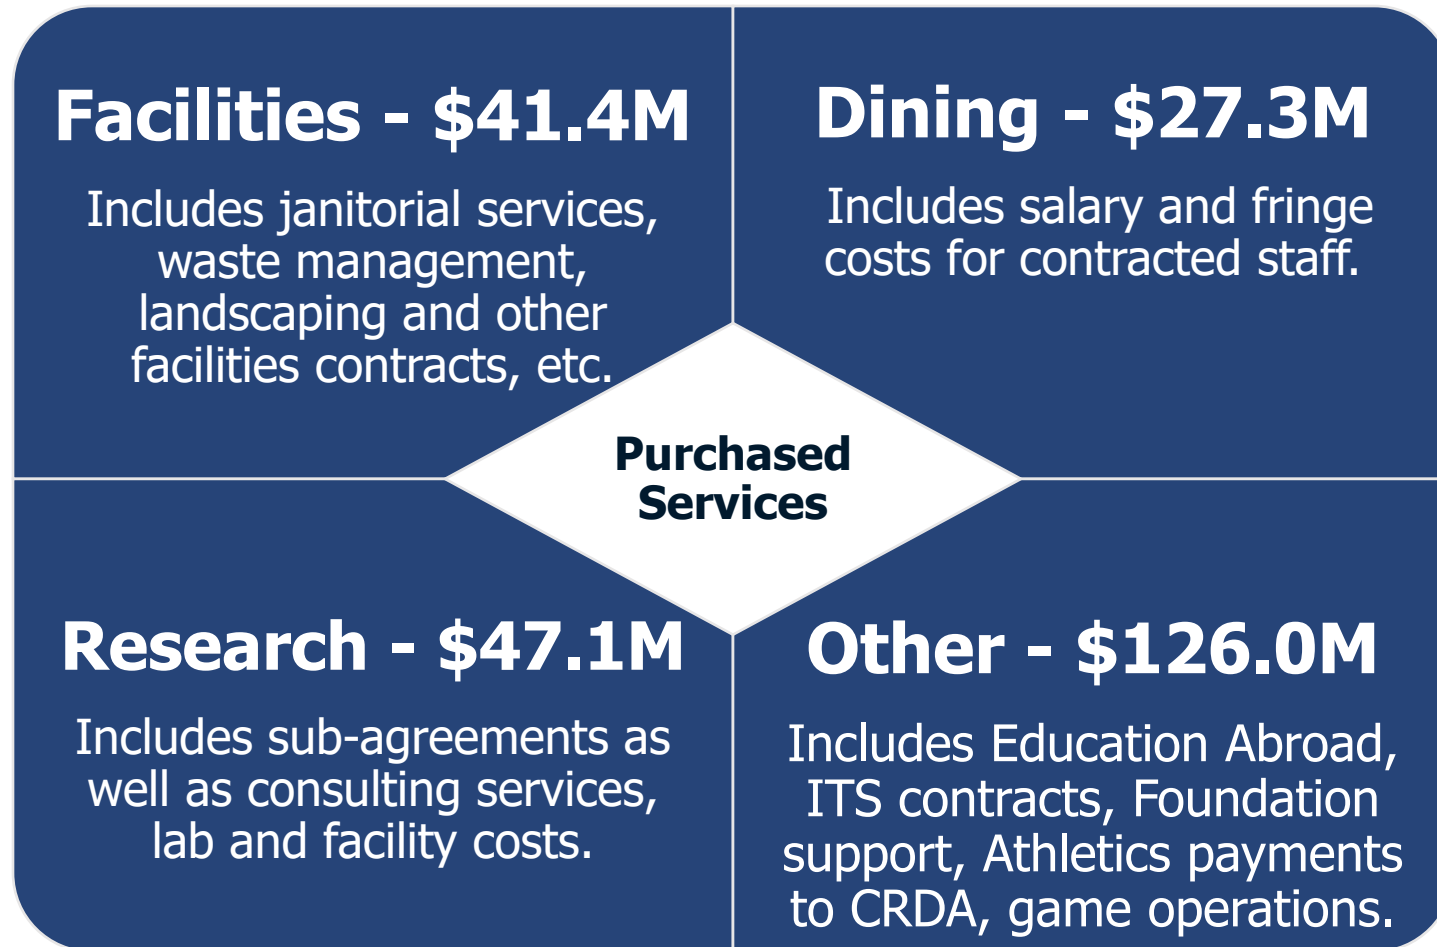 Facilities - $41.4M
Includes janitorial services,
waste management,
landscaping and other
facilities contracts, etc.
Dining - $27.3M
Includes salary and fringe
costs for contracted staff.
Purchased
Services
Research - $47.1M
Includes sub-agreements as
well as consulting services,
lab and facility costs.
Other - $126.0M
Includes Education Abroad,
ITS contracts, Foundation
support, Athletics payments
to CRDA, game operations.